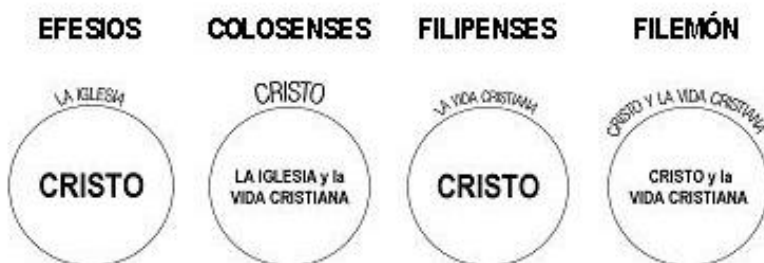 EFESIOS
COLOSENSES
FILIPENSES
FILEMÓN
LA IGLESIA
CRISTO
LA VIDA CRISTIANA
CRISTO Y LA VIDA CRISTIANA
CRISTO
LA IGLESIA y la
VIDA CRISTIANA
CRISTO
CRISTO y la
VIDA CRISTIANA